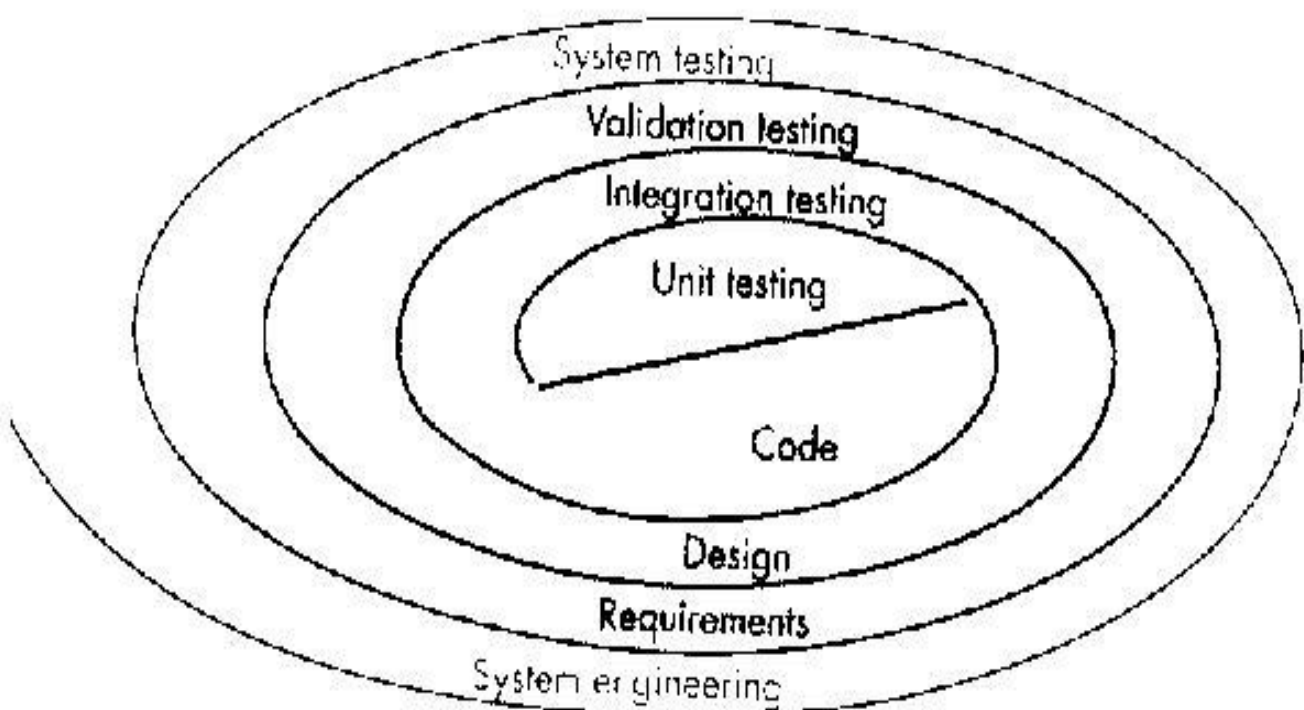 System testing
Validation testing
Integration testing
Unit testing
Code
Design
Requirements
System engineering